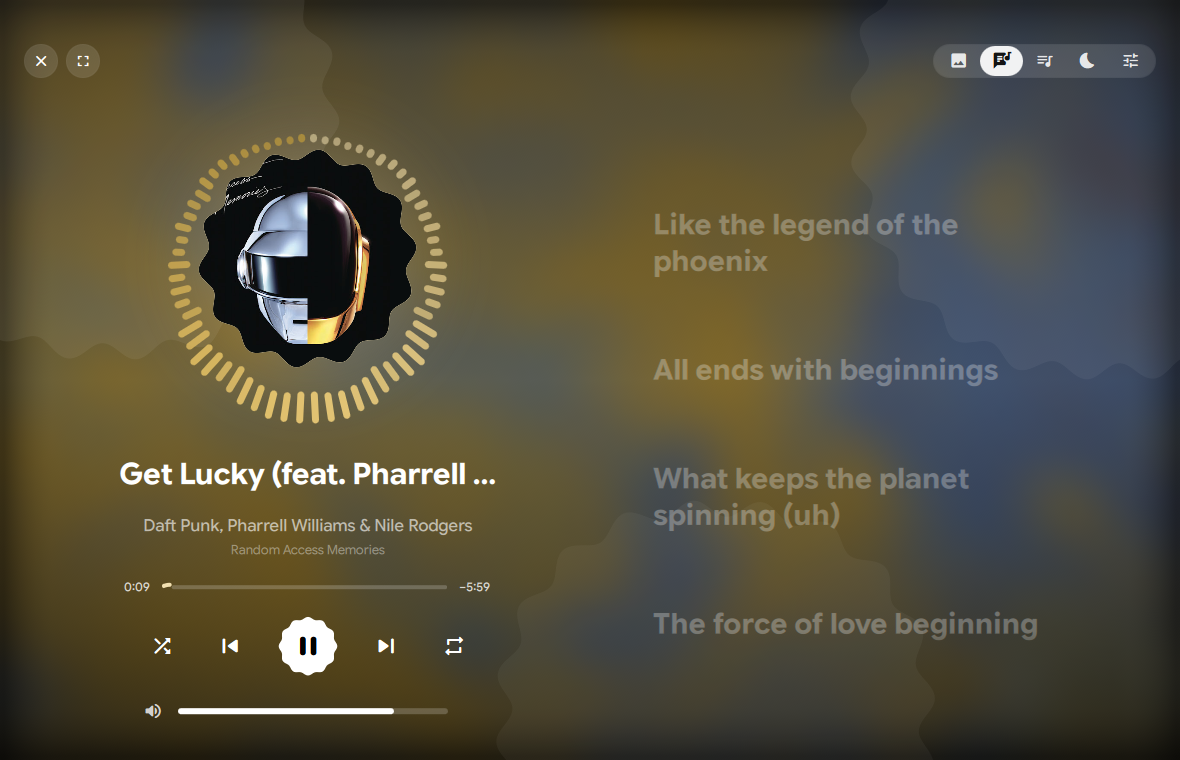 Memories
Like the legend of the
phoenix
All ends with beginnings
What keeps the planet
spinning (uh)
The force of love beginning
Get Lucky (feat. Pharrell ...
Daft Punk, Pharrell Williams & Nile Rodgers
Random Access Memories
0:09
−5:59